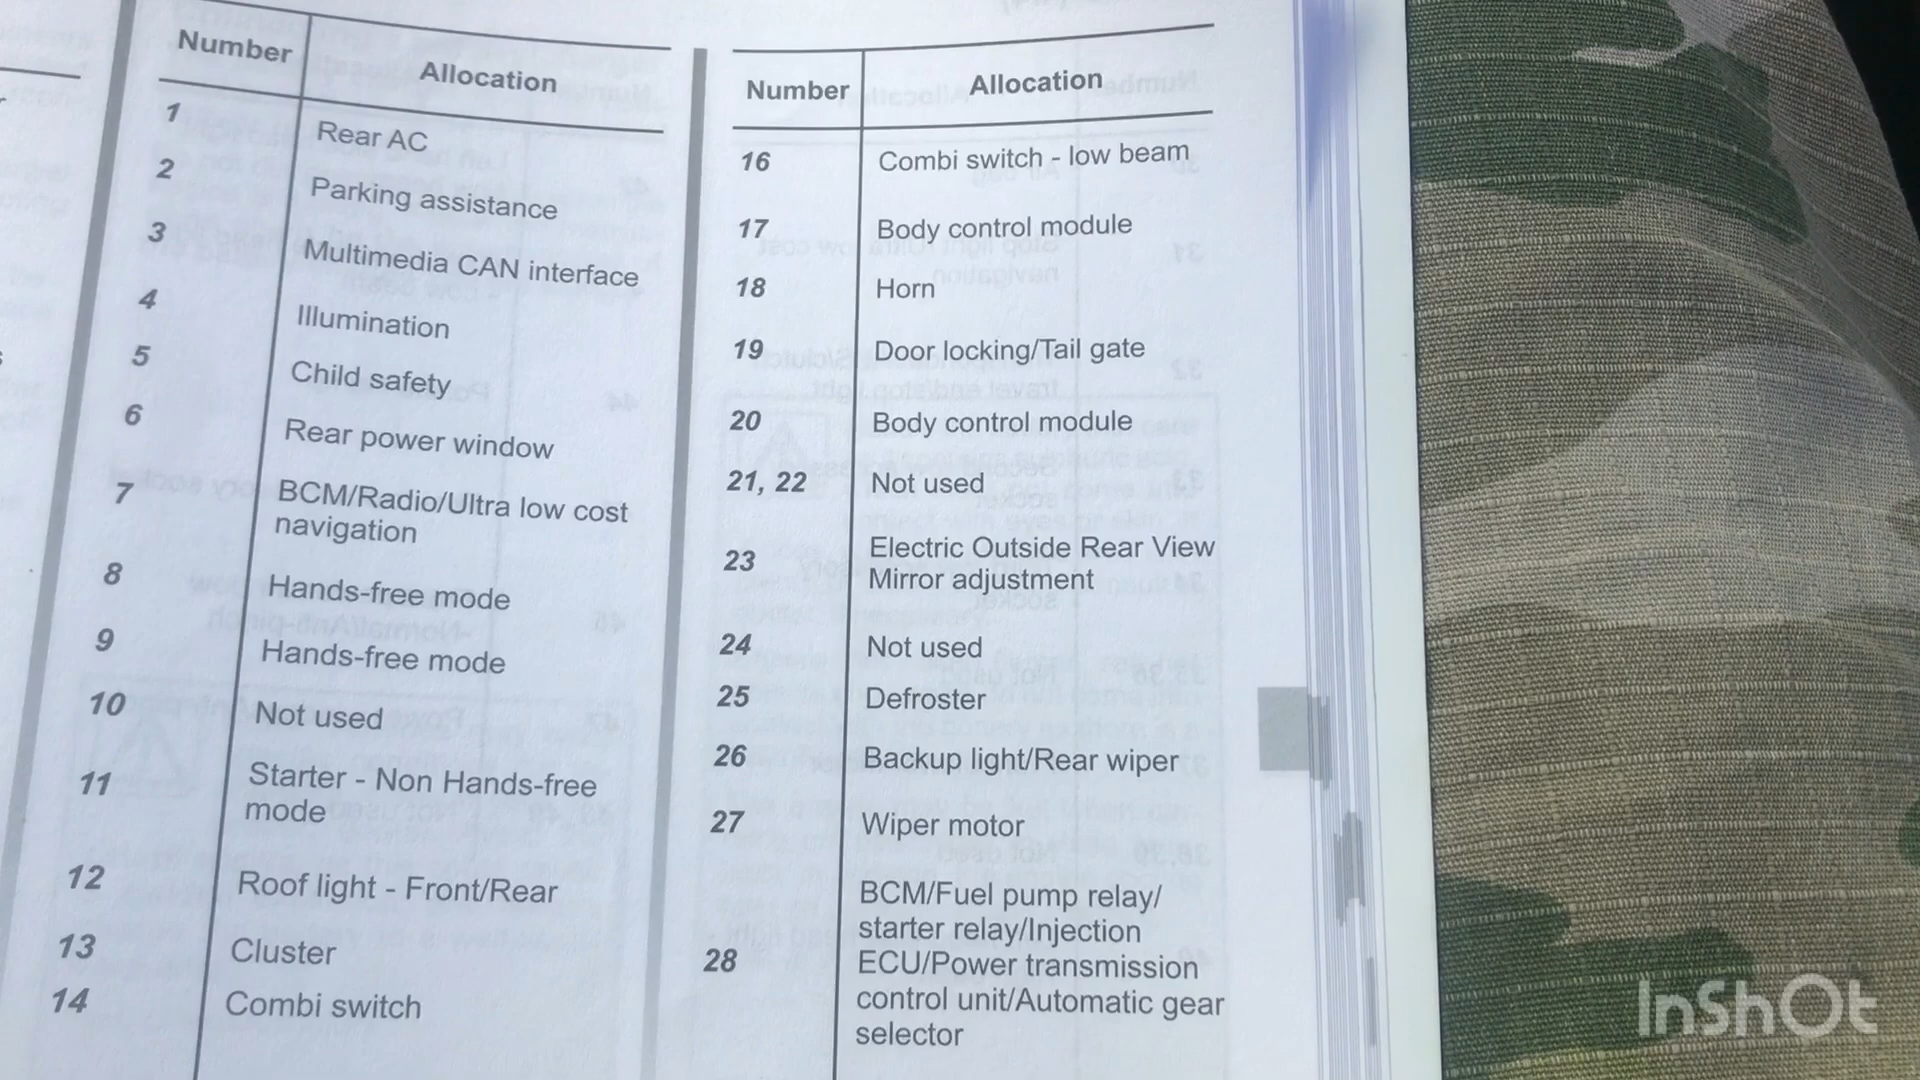 Number Allocation
1 Rear AC
2 Parking assistance
3 Multimedia CAN interface
4 Illumination
5 Child safety
6 Rear power window
7 BCM/Radio/Ultra low cost
navigation
8 Hands-free mode
9 Hands-free mode
10 Not used
11 Starter - Non Hands-free
mode
12 Roof light - Front/Rear
13 Cluster
14 Combi switch
Number Allocation
16 Combi switch - low beam
17 Body control module
18 Horn
19 Door locking/Tail gate
20 Body control module
21, 22 Not used
23 Electric Outside Rear View
Mirror adjustment
24 Not used
25 Defroster
26 Backup light/Rear wiper
27 Wiper motor
28 BCM/Fuel pump relay/
starter relay/Injection
ECU/Power transmission
control unit/Automatic gear
selector
InShOt